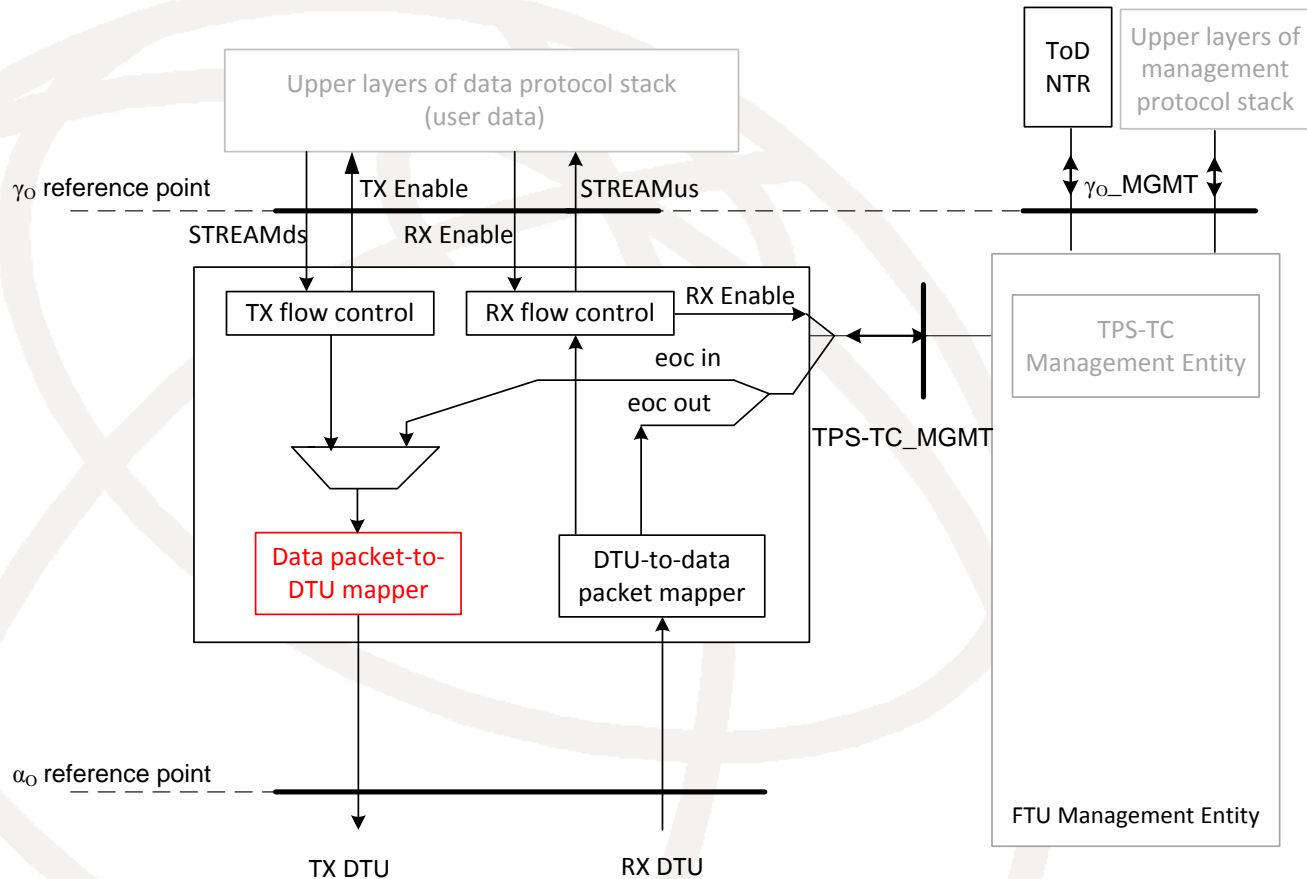 Upper layers of data protocol stack
(user data)
ToD
NTR
Upper layers of
management
protocol stack
γO reference point
TX Enable
STREAMus
γO_MGMT
STREAMds
RX Enable
TX flow control
RX flow control
RX Enable
TPS-TC
Management Entity
eoc in
eoc out
TPS-TC_MGMT
Data packet-to-
DTU mapper
DTU-to-data
packet mapper
αO reference point
FTU Management Entity
TX DTU
RX DTU